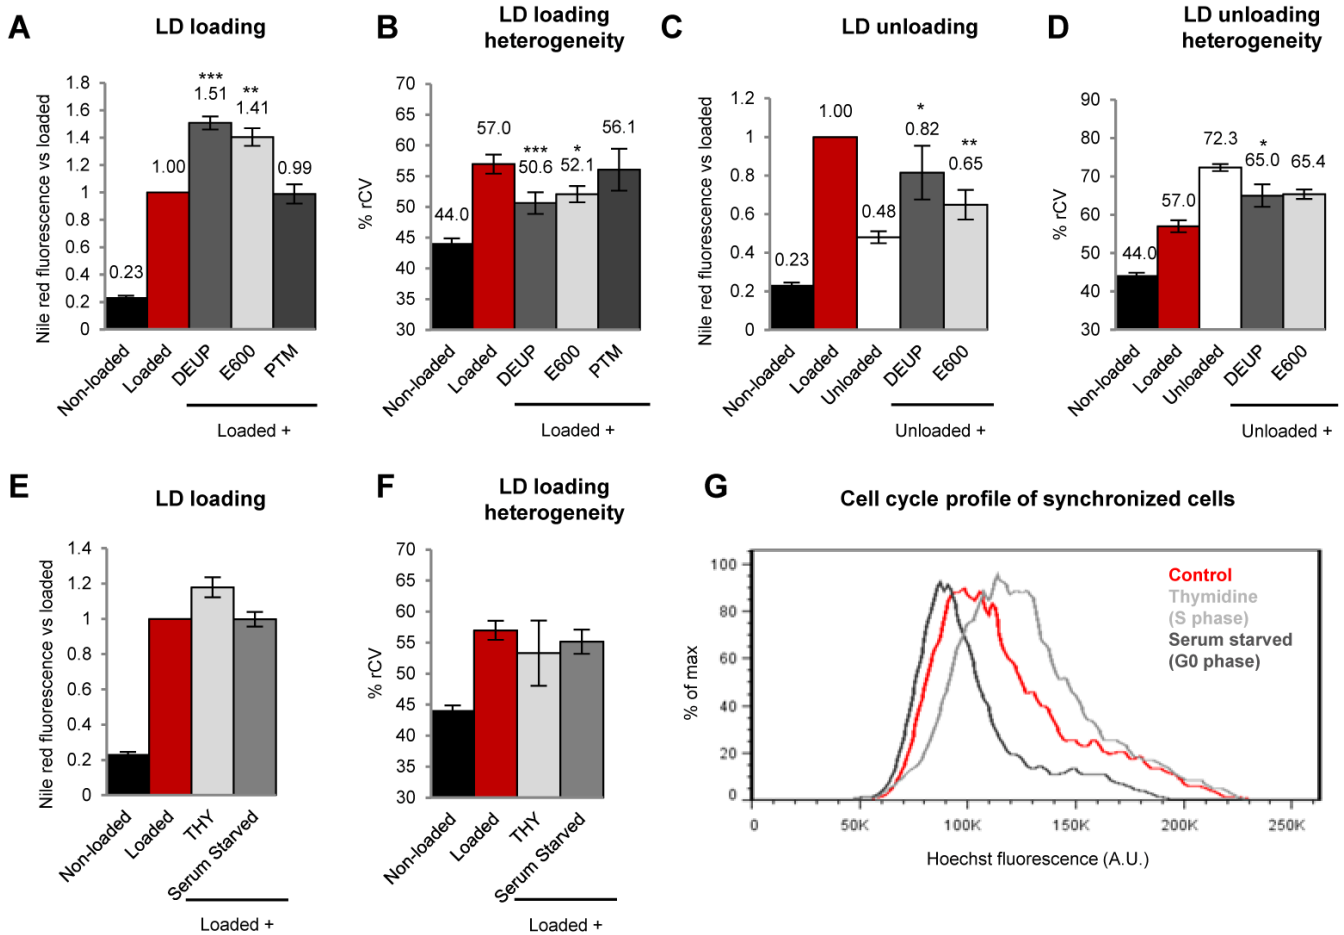 A
LD loading
Nile red fluorescence vs loaded
1.8
1.6
1.4
1.2
1
0.8
0.6
0.4
0.2
0
0.23
1.00
***
1.51
**
1.41
0.99
Non-loaded
Loaded
DEUP
E600
PTM
Loaded +
B
LD loading
heterogeneity
% rCV
70
65
60
55
50
45
40
35
30
44.0
57.0
***
50.6
*
52.1
56.1
Non-loaded
Loaded
DEUP
E600
PTM
Loaded +
C
LD unloading
Nile red fluorescence vs loaded
1.2
1
0.8
0.6
0.4
0.2
0
0.23
1.00
0.48
*
0.82
**
0.65
Non-loaded
Loaded
Unloaded
DEUP
E600
Unloaded +
D
LD unloading
heterogeneity
% rCV
90
80
70
60
50
40
30
44.0
57.0
72.3
*
65.0
65.4
Non-loaded
Loaded
Unloaded
DEUP
E600
Unloaded +
E
LD loading
Nile red fluorescence vs loaded
1.4
1.2
1
0.8
0.6
0.4
0.2
0
Non-loaded
Loaded
THY
Serum Starved
Loaded +
F
LD loading
heterogeneity
% rCV
70
65
60
55
50
45
40
35
30
Non-loaded
Loaded
THY
Serum Starved
Loaded +
G
Cell cycle profile of synchronized cells
% of max
100
80
60
40
20
0
Control
Thymidine
(S phase)
Serum starved
(G0 phase)
0
50K
100K
150K
200K
250K
Hoechst fluorescence (A.U.)